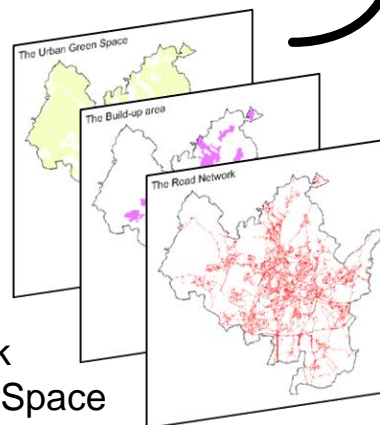 The Urban Green Space
The Build-up area
The Road Network
k
Space